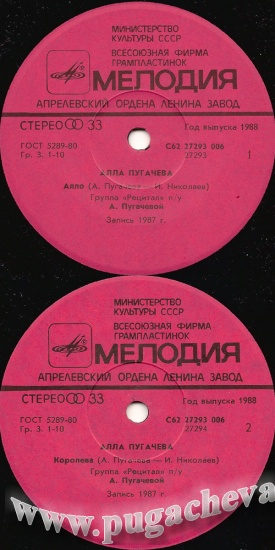 МИНИСТЕРСТВО
КУЛЬТУРЫ СССР
ВСЕСОЮЗНАЯ ФИРМА
ГРАМПЛАСТИНОК
МЕЛОДИЯ
АПРЕЛЕВСКИЙ ОРДЕНА ЛЕНИНА ЗАВОД
СТЕРЕО 33 Год выпуска 1988
ГОСТ 5289-80 С62 27293 006
Гр. 3. 1-10 27293 1
АЛЛА ПУГАЧЕВА
Алло (А. Пугачева — И. Николаев)
Группа «Рецитал» п/у
А. Пугачевой
Запись 1987 г.
МИНИСТЕРСТВО
КУЛЬТУРЫ СССР
ВСЕСОЮЗНАЯ ФИРМА
ГРАМПЛАСТИНОК
МЕЛОДИЯ
АПРЕЛЕВСКИЙ ОРДЕНА ЛЕНИНА ЗАВОД
СТЕРЕО 33 Год выпуска 1988
ГОСТ 5289-80 С62 27293 006
Гр. 3. 1-10 27294 2
АЛЛА ПУГАЧЕВА
Королева (А. Пугачева — И. Николаев)
Группа «Рецитал» п/у
А. Пугачевой
Запись 1987 г.
www.pugacheva